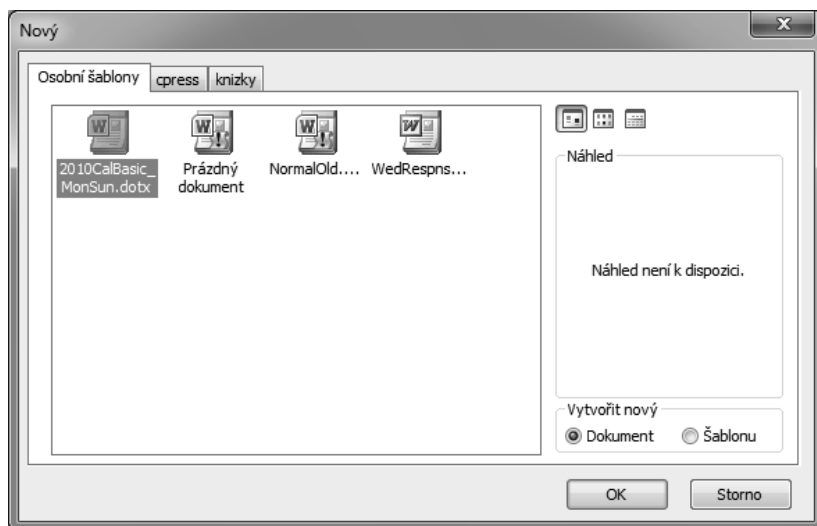 Nový
Osobní šablony cpress knizky
2010CalBasic_
MonSun.dotx
Prázdný
dokument
NormalOld....
WedRespns...
Náhled
Náhled není k dispozici.
Vytvořit nový
Dokument Šablonu
OK Storno